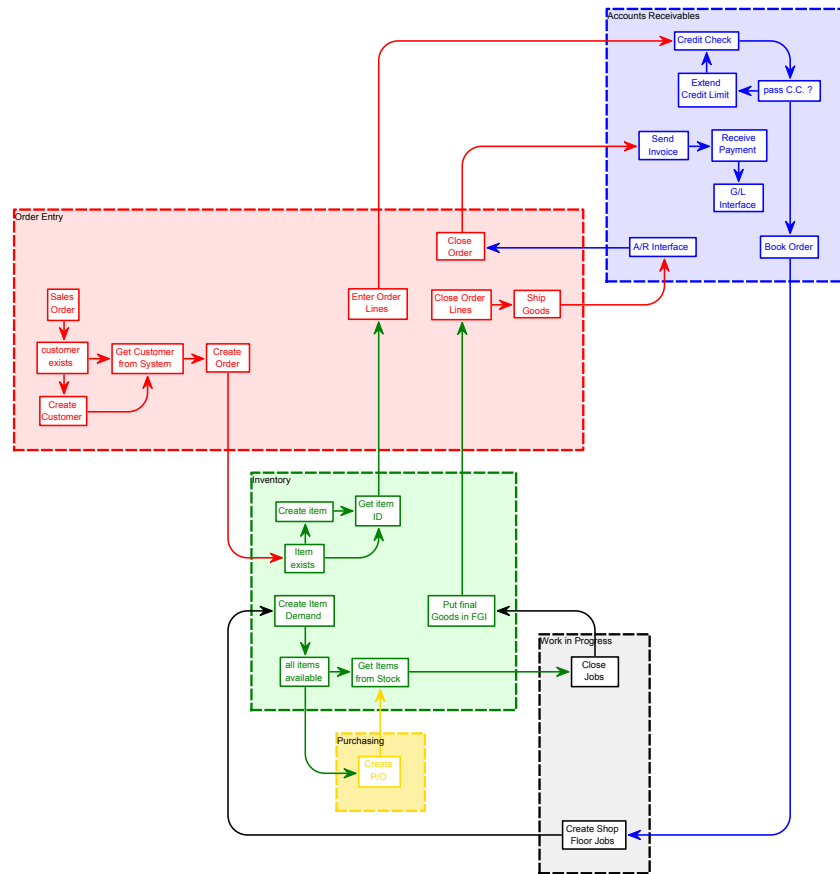 Accounts Receivables
Credit Check
Extend
Credit Limit
pass C.C. ?
Send
Invoice
Receive
Payment
G/L
Interface
A/R Interface
Book Order
Order Entry
Close
Order
Sales
Order
Enter Order
Lines
Close Order
Lines
Ship
Goods
customer
exists
Get Customer
from System
Create
Order
Create
Customer
Inventory
Create item
Get item
ID
Item
exists
Create Item
Demand
Put final
Goods in FGI
all items
available
Get Items
from Stock
Work in Progress
Close
Jobs
Purchasing
Create
P/O
Create Shop
Floor Jobs